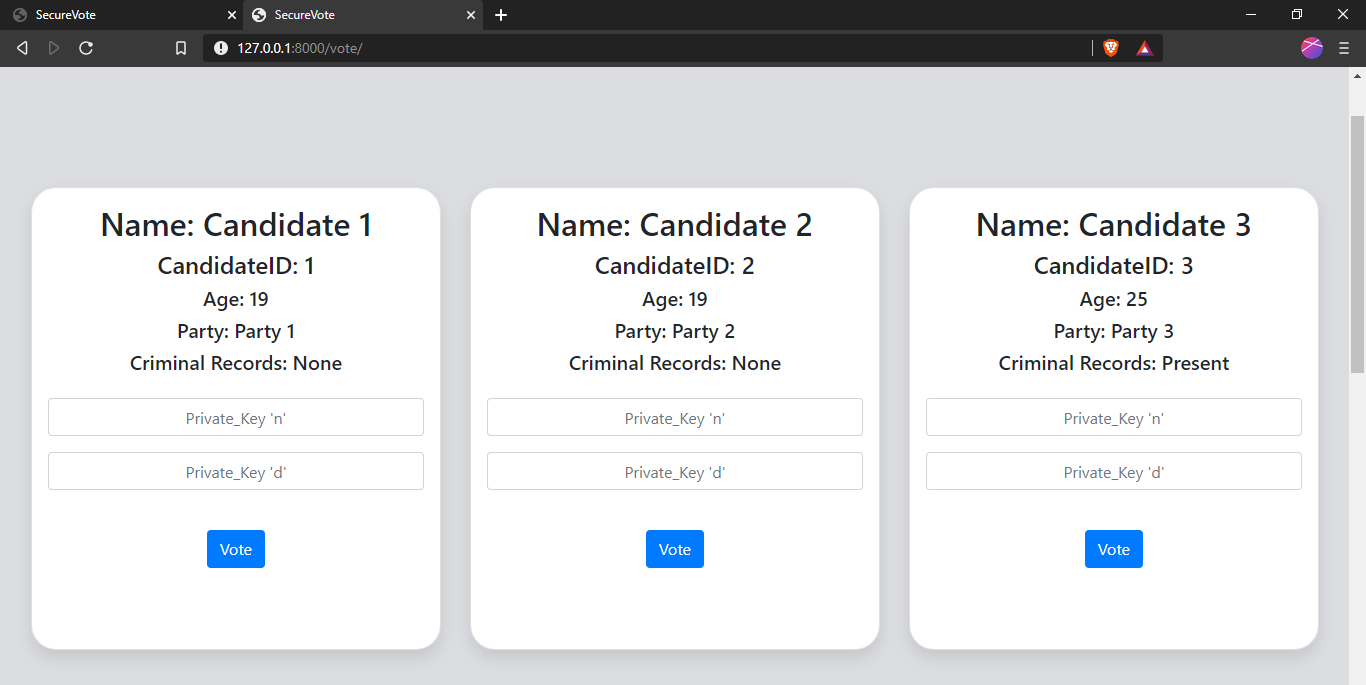 SecureVote
SecureVote
127.0.0.1:8000/vote/
Name: Candidate 1
CandidateID: 1
Age: 19
Party: Party 1
Criminal Records: None
Private_Key 'n'
Private_Key 'd'
Vote
Name: Candidate 2
CandidateID: 2
Age: 19
Party: Party 2
Criminal Records: None
Private_Key 'n'
Private_Key 'd'
Vote
Name: Candidate 3
CandidateID: 3
Age: 25
Party: Party 3
Criminal Records: Present
Private_Key 'n'
Private_Key 'd'
Vote